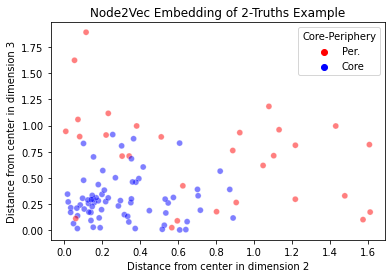 Node2Vec Embedding of 2-Truths Example
Core-Periphery
Per.
Core
Distance from center in dimension 3
1.75
1.50
1.25
1.00
0.75
0.50
0.25
0.00
0.0 0.2 0.4 0.6 0.8 1.0 1.2 1.4 1.6
Distance from center in dimension 2